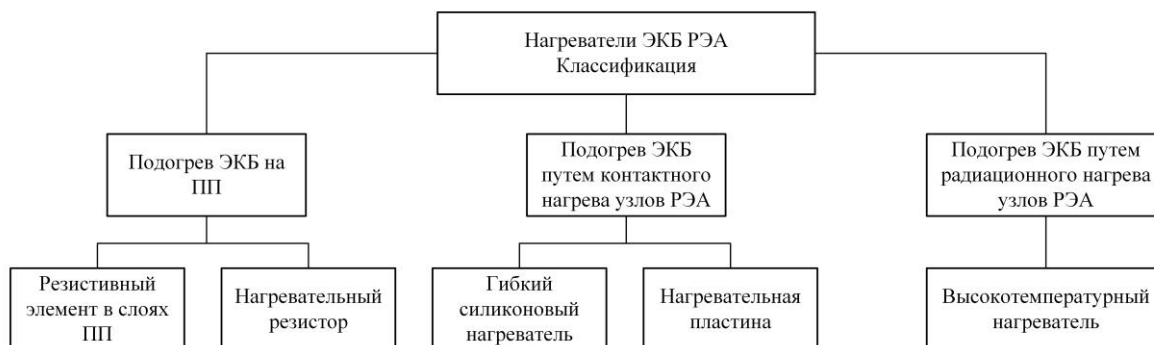 Нагреватели ЭКБ РЭА
Классификация
Подогрев ЭКБ на
ПП
Подогрев ЭКБ
путем контактного
нагрева узлов РЭА
Подогрев ЭКБ путем
радиационного нагрева
узлов РЭА
Резистивный
элемент в слоях
ПП
Нагревательный
резистор
Гибкий
силиконовый
нагреватель
Нагревательная
пластина
Высокотемпературный
нагреватель